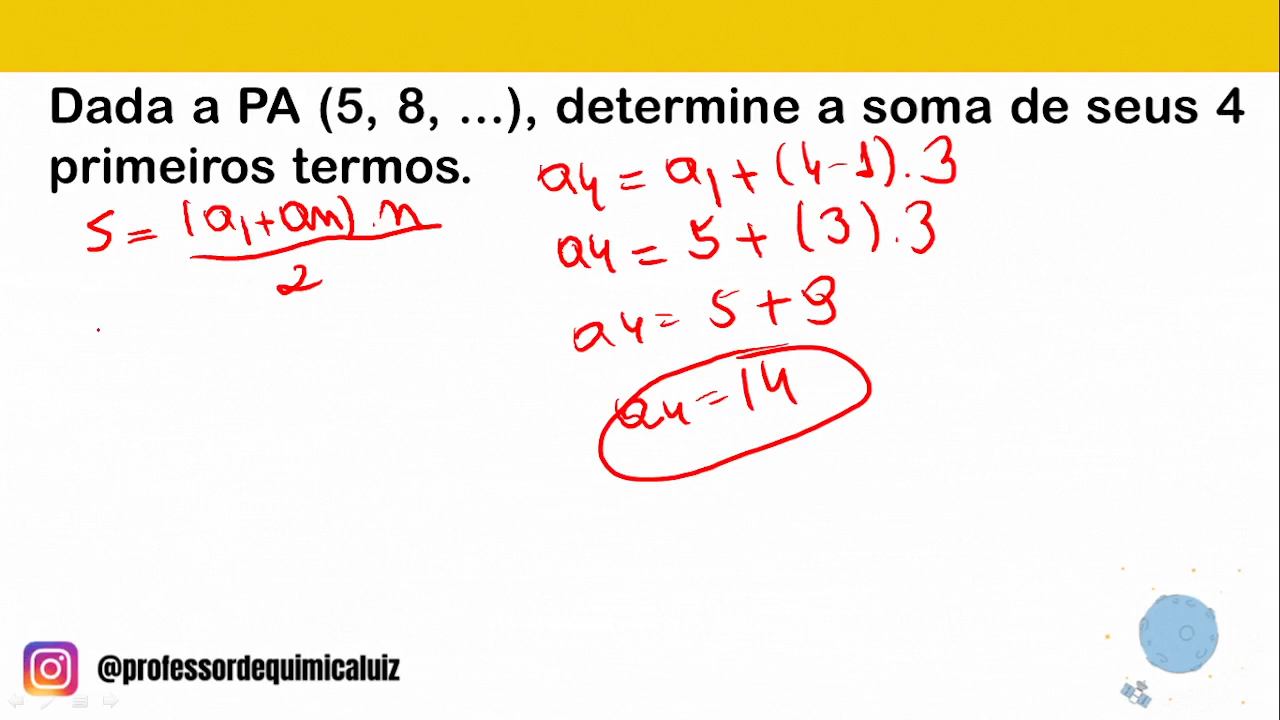 Dada a PA (5, 8, ...), determine a soma de seus 4
primeiros termos.
S = (a1 + an) . n
2
a4 = a1 + (4-1) . 3
a4 = 5 + (3) . 3
a4 = 5 + 9
a4 = 14
@professordequimicaluiz